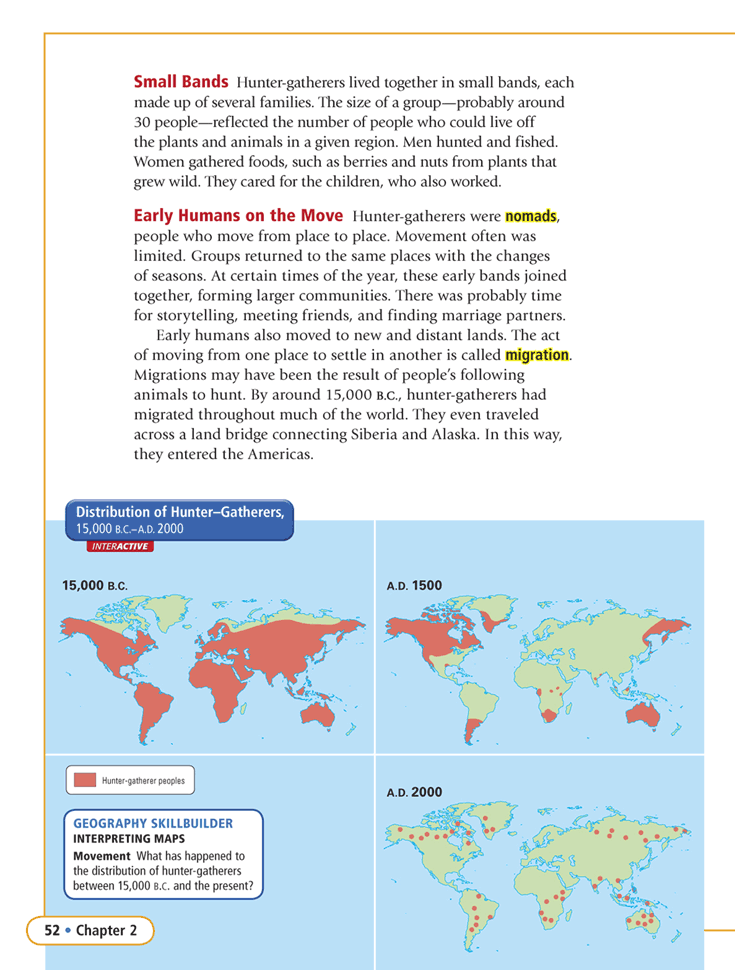 Small Bands Hunter-gatherers lived together in small bands, each
made up of several families. The size of a group—probably around
30 people—reflected the number of people who could live off
the plants and animals in a given region. Men hunted and fished.
Women gathered foods, such as berries and nuts from plants that
grew wild. They cared for the children, who also worked.
Early Humans on the Move Hunter-gatherers were nomads,
people who move from place to place. Movement often was
limited. Groups returned to the same places with the changes
of seasons. At certain times of the year, these early bands joined
together, forming larger communities. There was probably time
for storytelling, meeting friends, and finding marriage partners.
Early humans also moved to new and distant lands. The act
of moving from one place to settle in another is called migration.
Migrations may have been the result of people's following
animals to hunt. By around 15,000 B.C., hunter-gatherers had
migrated throughout much of the world. They even traveled
across a land bridge connecting Siberia and Alaska. In this way,
they entered the Americas.
Distribution of Hunter–Gatherers,
15,000 B.C.–A.D. 2000
INTERACTIVE
15,000 B.C.
A.D. 1500
Hunter-gatherer peoples
A.D. 2000
GEOGRAPHY SKILLBUILDER
INTERPRETING MAPS
Movement What has happened to
the distribution of hunter-gatherers
between 15,000 B.C. and the present?
52 • Chapter 2